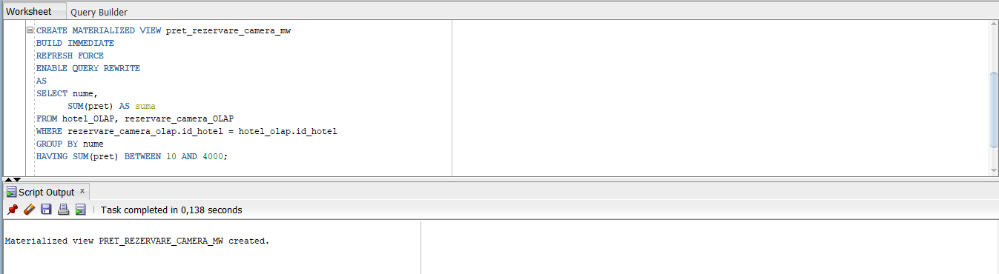 Worksheet Query Builder
CREATE MATERIALIZED VIEW pret_rezervare_camera_mw
BUILD IMMEDIATE
REFRESH FORCE
ENABLE QUERY REWRITE
AS
SELECT nume,
SUM(pret) AS suma
FROM hotel_OLAP, rezervare_camera_OLAP
WHERE rezervare_camera_olap.id_hotel = hotel_olap.id_hotel
GROUP BY nume
HAVING SUM(pret) BETWEEN 10 AND 4000;
Script Output x
Task completed in 0,138 seconds
Materialized view PRET_REZERVARE_CAMERA_MW created.